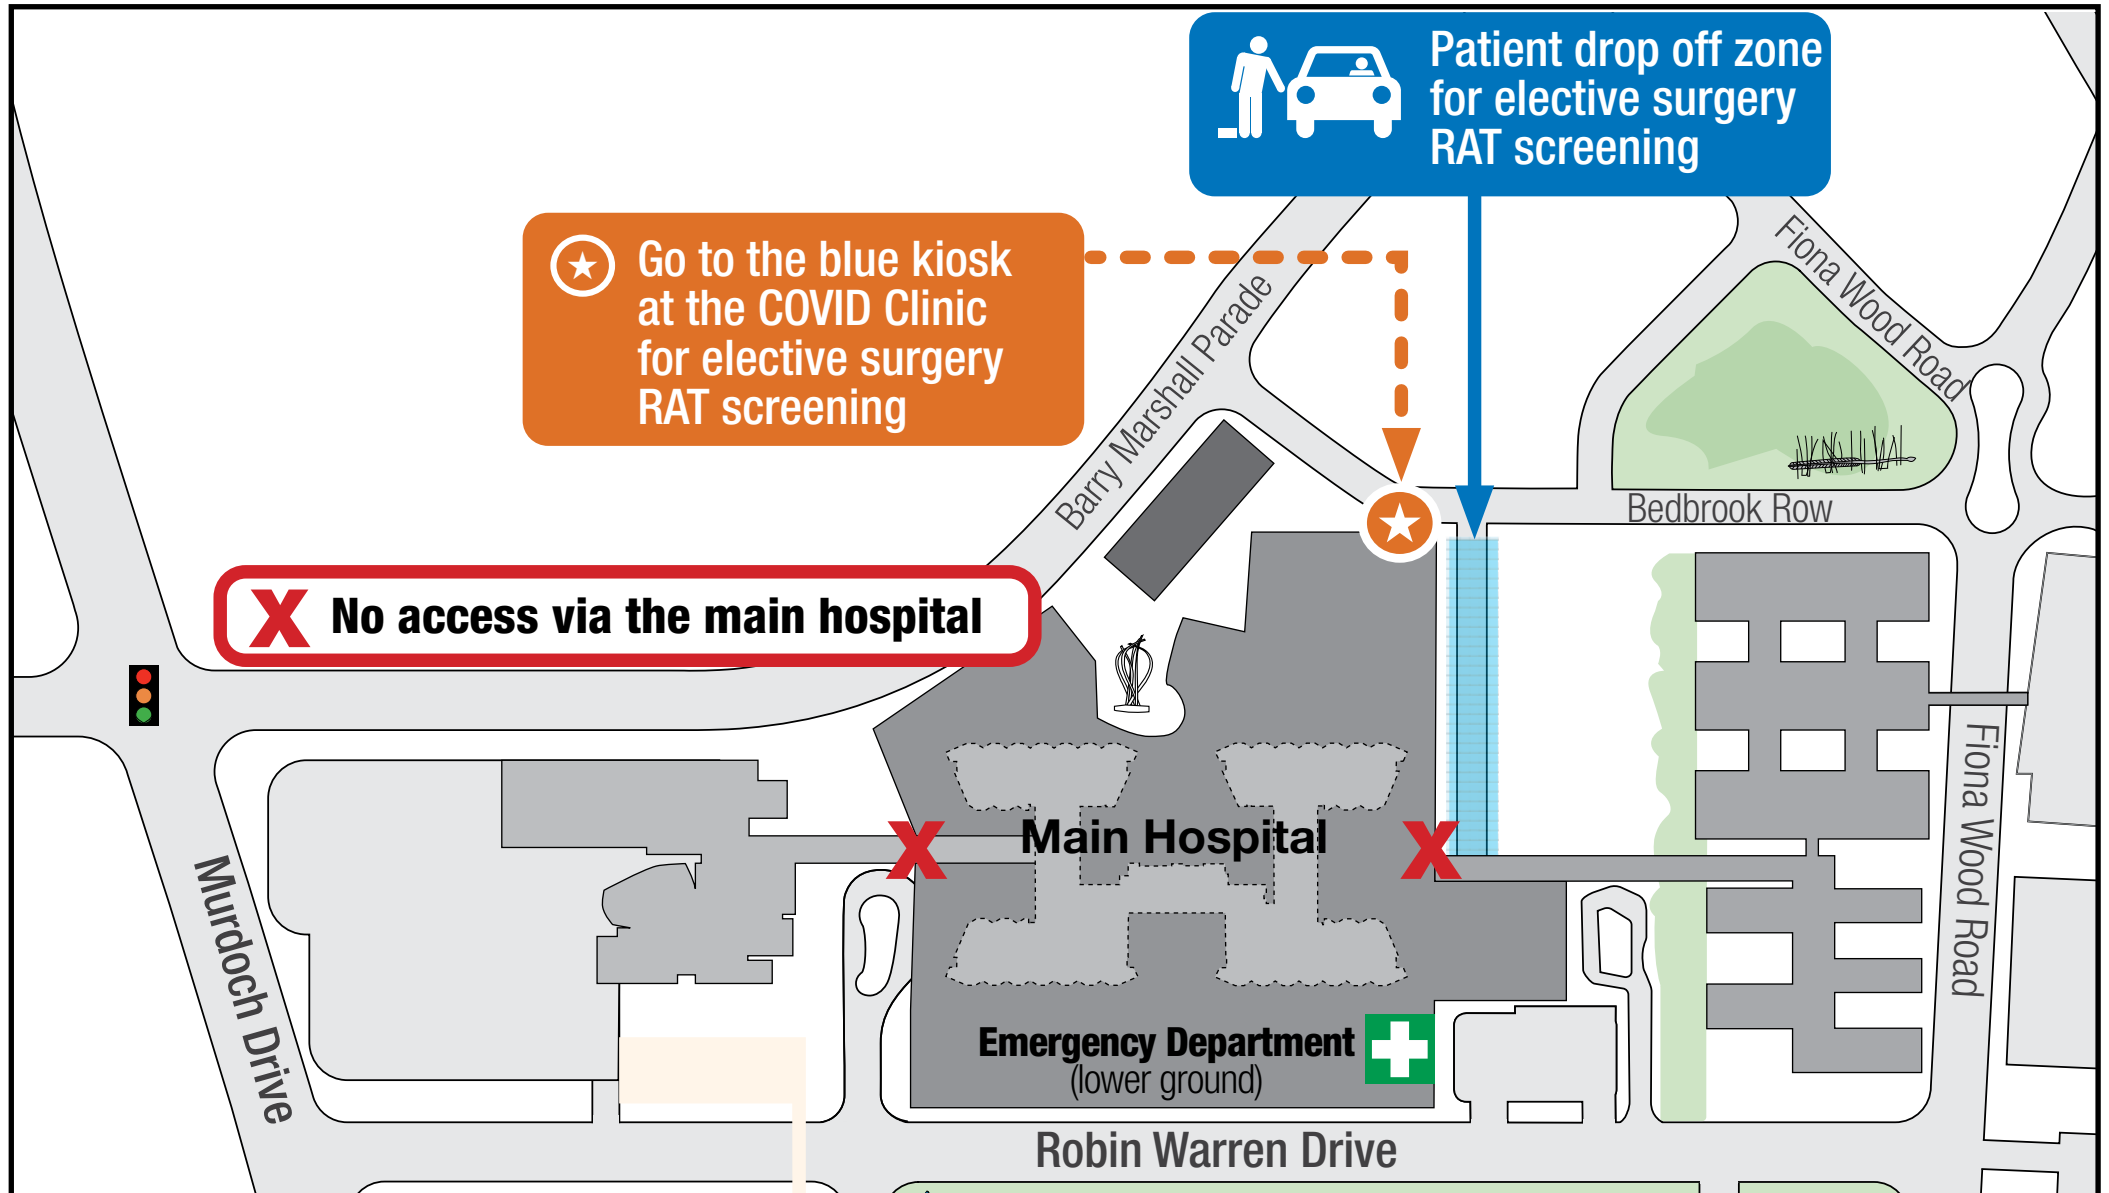 Patient drop off zone
for elective surgery
RAT screening
Go to the blue kiosk
at the COVID Clinic
for elective surgery
RAT screening
Fiona Wood Road
Barry Marshall Parade
Bedbrook Row
X No access via the main hospital
X
Main Hospital
X
Fiona Wood Road
Murdoch Drive
Emergency Department
(lower ground)
Robin Warren Drive